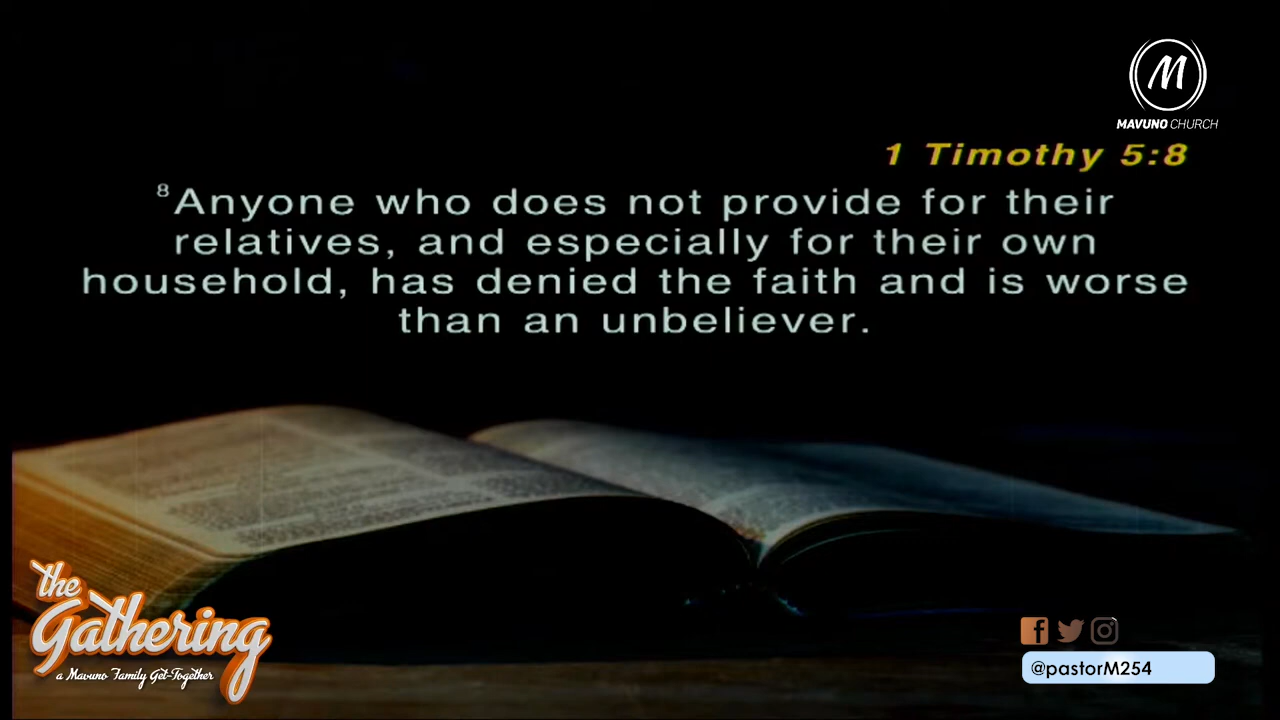 M
MAVUNO CHURCH
1 Timothy 5:8
8Anyone who does not provide for their
relatives, and especially for their own
household, has denied the faith and is worse
than an unbeliever.
the
Gathering
a Mavuno Family Get-Together
@pastorM254